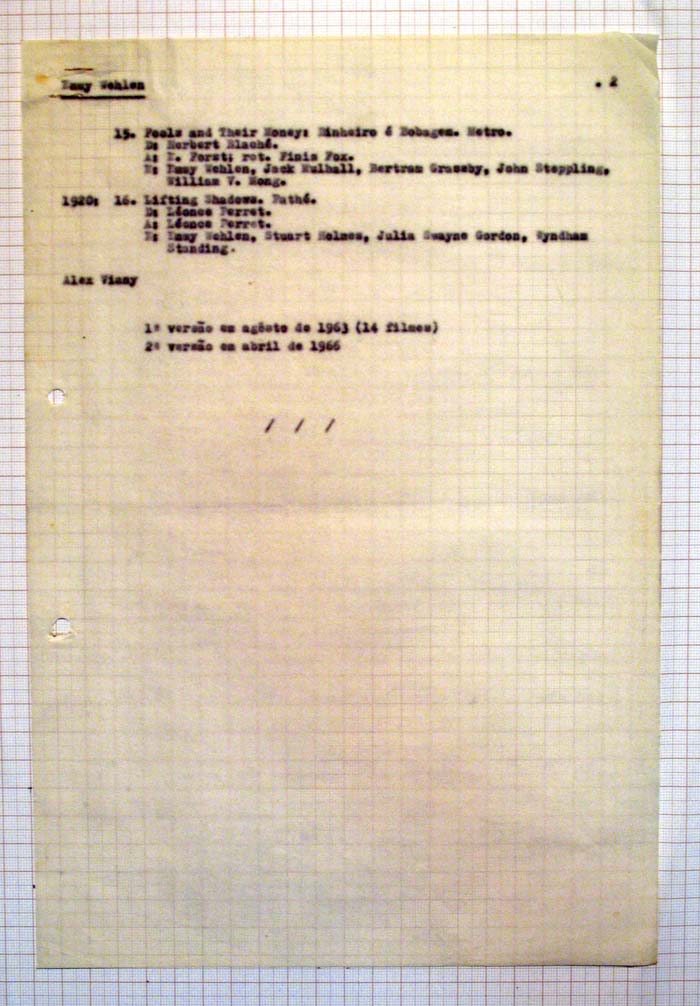 Emmy Wehlen . 2
15. Fools and Their Money: Dinheiro é Bobagem. Metro.
D: Herbert Blaché.
A: E. Forst; rot. Finis Fox.
E: Emmy Wehlen, Jack Mulhall, Bertram Grassby, John Steppling,
William V. Mong.
1920: 16. Lifting Shadows. Pathé.
D: Léonce Perret.
A: Léonce Perret.
E: Emmy Wehlen, Stuart Holmes, Julia Swayne Gordon, Wyndham
Standing.
Alex Viany
1ª versão em agôsto de 1963 (14 filmes)
2ª versão em abril de 1966
/ / /